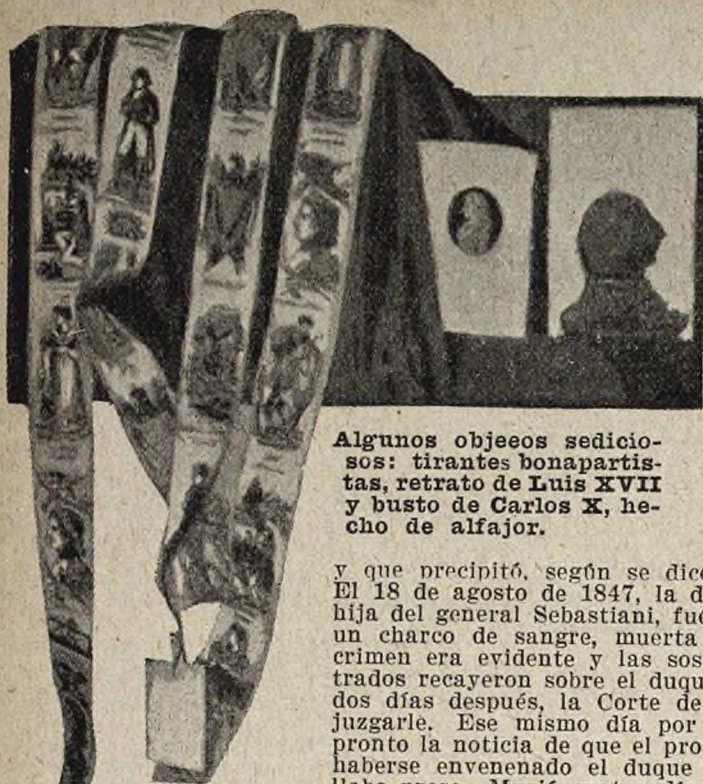 Algunos objeeos sedicio-
sos: tirantes bonapartis-
tas, retrato de Luis XVII
y busto de Carlos X, he-
cho de alfajor.
y que precipitó, según se dice
El 18 de agosto de 1847, la d
hija del general Sebastiani, fué
un charco de sangre, muerta
crimen era evidente y las sos
trados recayeron sobre el duqu
dos días después, la Corte de
juzgarle. Ese mismo día por
pronto la noticia de que el pro
haberse envenenado el duque